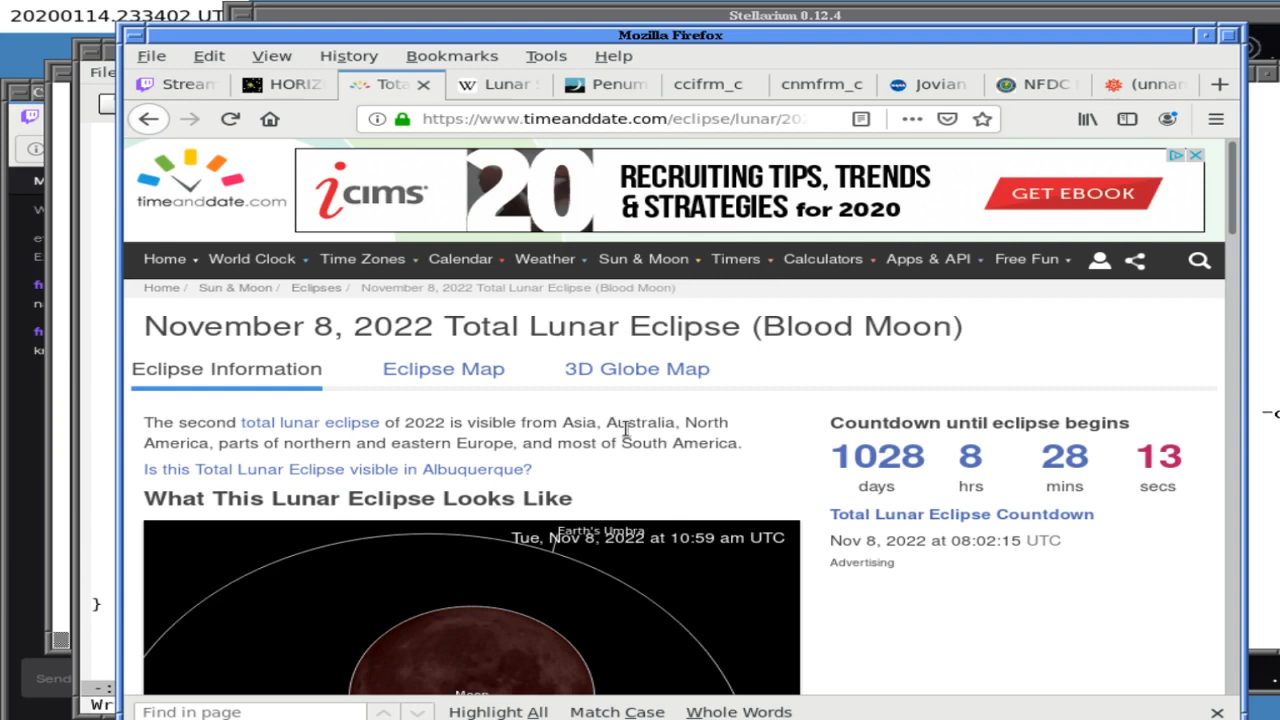 20200114.233402 UT
Stellarium 0.12.4
Mozilla Firefox
File Edit View History Bookmarks Tools Help
Stream HORIZ Tota Lunar Penum ccifrm_c cnmfrm_c Jovian NFDC (unnar
https://www.timeanddate.com/eclipse/lunar/20
File
timeanddate.com
icims
20
RECRUITING TIPS, TRENDS
& STRATEGIES for 2020
GET EBOOK
Home World Clock Time Zones Calendar Weather Sun & Moon Timers Calculators Apps & API Free Fun
Home / Sun & Moon / Eclipses / November 8, 2022 Total Lunar Eclipse (Blood Moon)
November 8, 2022 Total Lunar Eclipse (Blood Moon)
Eclipse Information Eclipse Map 3D Globe Map
The second total lunar eclipse of 2022 is visible from Asia, Australia, North
America, parts of northern and eastern Europe, and most of South America.
Is this Total Lunar Eclipse visible in Albuquerque?
What This Lunar Eclipse Looks Like
Earth's Umbra
Tue, Nov 8, 2022 at 10:59 am UTC
Moon
Countdown until eclipse begins
1028 8 28 13
days hrs mins secs
Total Lunar Eclipse Countdown
Nov 8, 2022 at 08:02:15 UTC
Advertising
}
Send
-:
Wr
Find in page Highlight All Match Case Whole Words